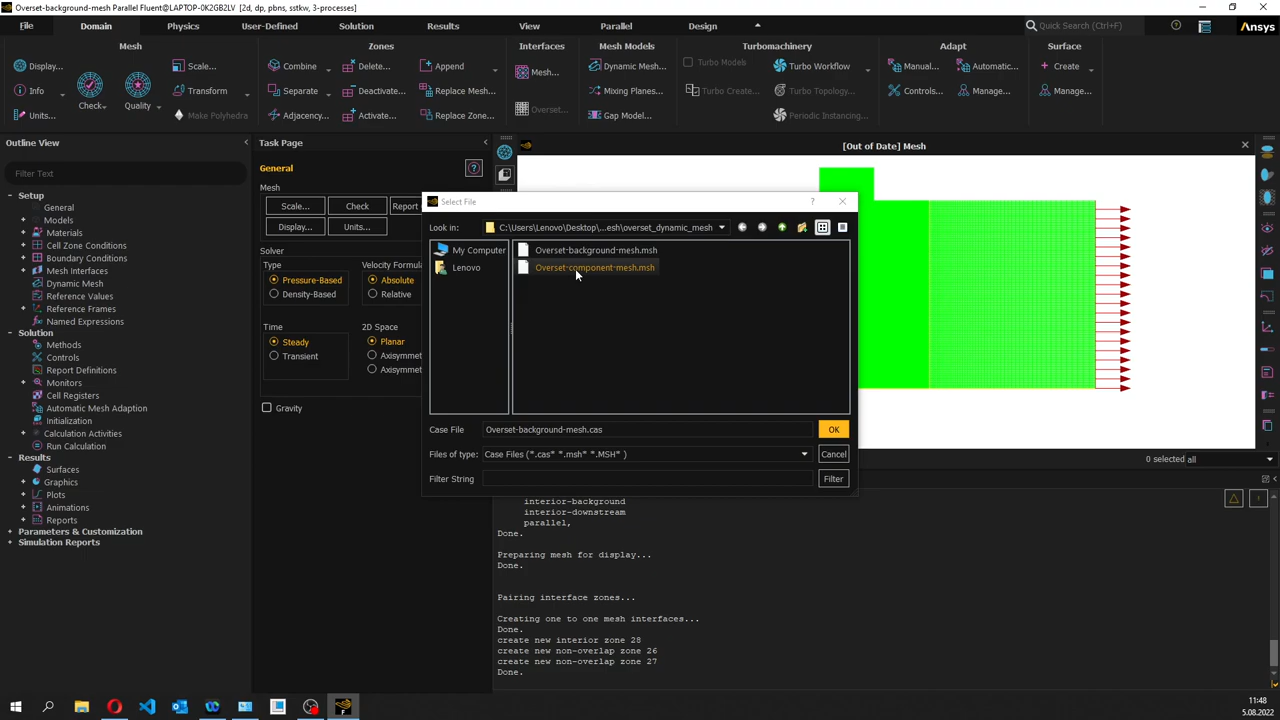 Overset-background-mesh Parallel Fluent@LAPTOP-0K2GB2LV [2d, dp, pbns, sstkw, 3-processes]
File Domain Physics User-Defined Solution Results View Parallel Design Quick Search (Ctrl+F) Ansys
Mesh Zones Interfaces Mesh Models Turbomachinery Adapt Surface
Display... Scale... Combine Delete... Append Mesh... Dynamic Mesh... Turbo Models Turbo Workflow Manual... Automatic... Create
Info Check Quality Transform Separate Deactivate... Replace Mesh... Mixing Planes... Turbo Create... Turbo Topology... Controls... Manage... Manage...
Units... Make Polyhedra Adjacency... Activate... Replace Zone... Overset... Gap Model... Periodic Instancing...
Outline View
Filter Text
Setup
General
Models
Materials
Cell Zone Conditions
Boundary Conditions
Mesh Interfaces
Dynamic Mesh
Reference Values
Reference Frames
Named Expressions
Solution
Methods
Controls
Report Definitions
Monitors
Cell Registers
Automatic Mesh Adaption
Initialization
Calculation Activities
Run Calculation
Results
Surfaces
Graphics
Plots
Animations
Reports
Parameters & Customization
Simulation Reports
Task Page
General
Mesh
Scale... Check Report
Display... Units...
Solver
Type Velocity Formula
Pressure-Based Absolute
Density-Based Relative
Time 2D Space
Steady Planar
Transient Axisymmet
Axisymmet
Gravity
[Out of Date] Mesh
Select File
Look in: C:\Users\Lenovo\Desktop\...esh\overset_dynamic_mesh
My Computer
Lenovo
Overset-background-mesh.msh
Overset-component-mesh.msh
Case File Overset-background-mesh.cas OK
Files of type: Case Files (*.cas* *.msh* *.MSH* ) Cancel
Filter String Filter
0 selected all
interior-background
interior-downstream
parallel,
Done.
Preparing mesh for display...
Done.
Pairing interface zones...
Creating one to one mesh interfaces...
Done.
create new interior zone 28
create new non-overlap zone 26
create new non-overlap zone 27
Done.
11:48
5.08.2022